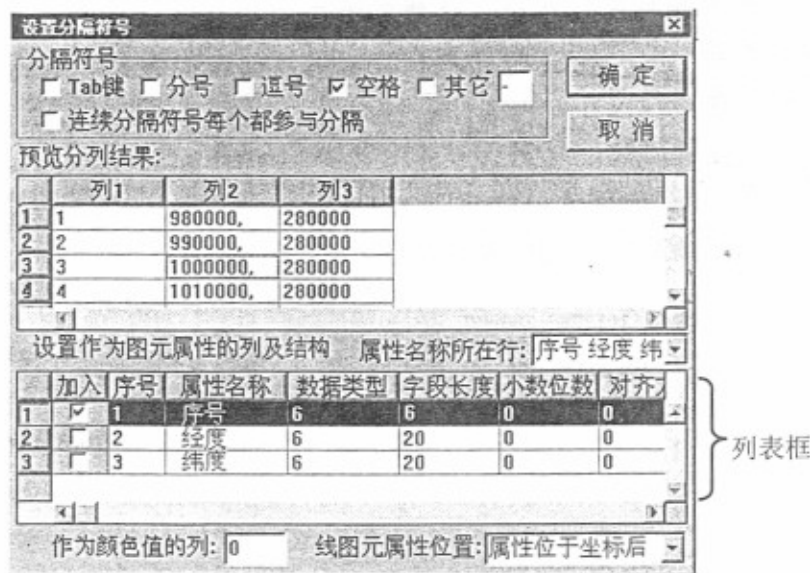 设置分隔符号
分隔符号
Tab键 分号 逗号 空格 其它 -
连续分隔符号每个都参与分隔
确定
取消
预览分列结果:
列1 列2 列3
1 1 980000, 280000
2 2 990000, 280000
3 3 1000000, 280000
4 4 1010000, 280000
设置作为图元属性的列及结构 属性名称所在行: 序号 经度 纬
加入 序号 属性名称 数据类型 字段长度 小数位数 对齐
1 1 序号 6 6 0 0
2 2 经度 6 20 0 0
3 3 纬度 6 20 0 0
列表框
作为颜色值的列: 0 线图元属性位置: 属性位于坐标后